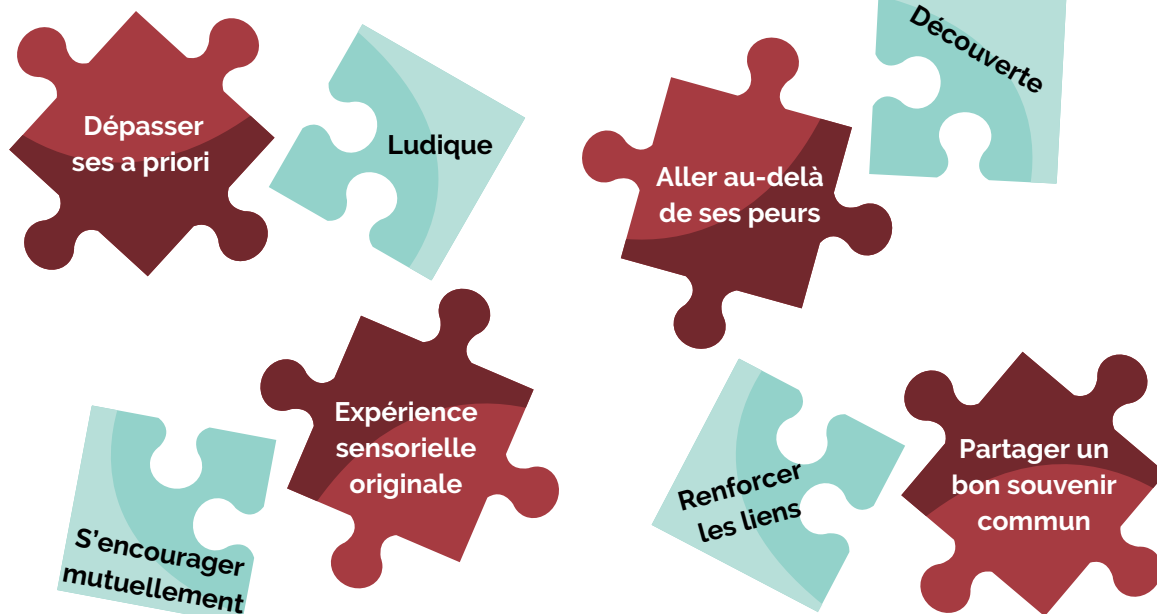 Dépasser
ses a priori
Ludique
Découverte
Aller au-delà
de ses peurs
Expérience
sensorielle
originale
S'encourager
mutuellement
Renforcer
les liens
Partager un
bon souvenir
commun